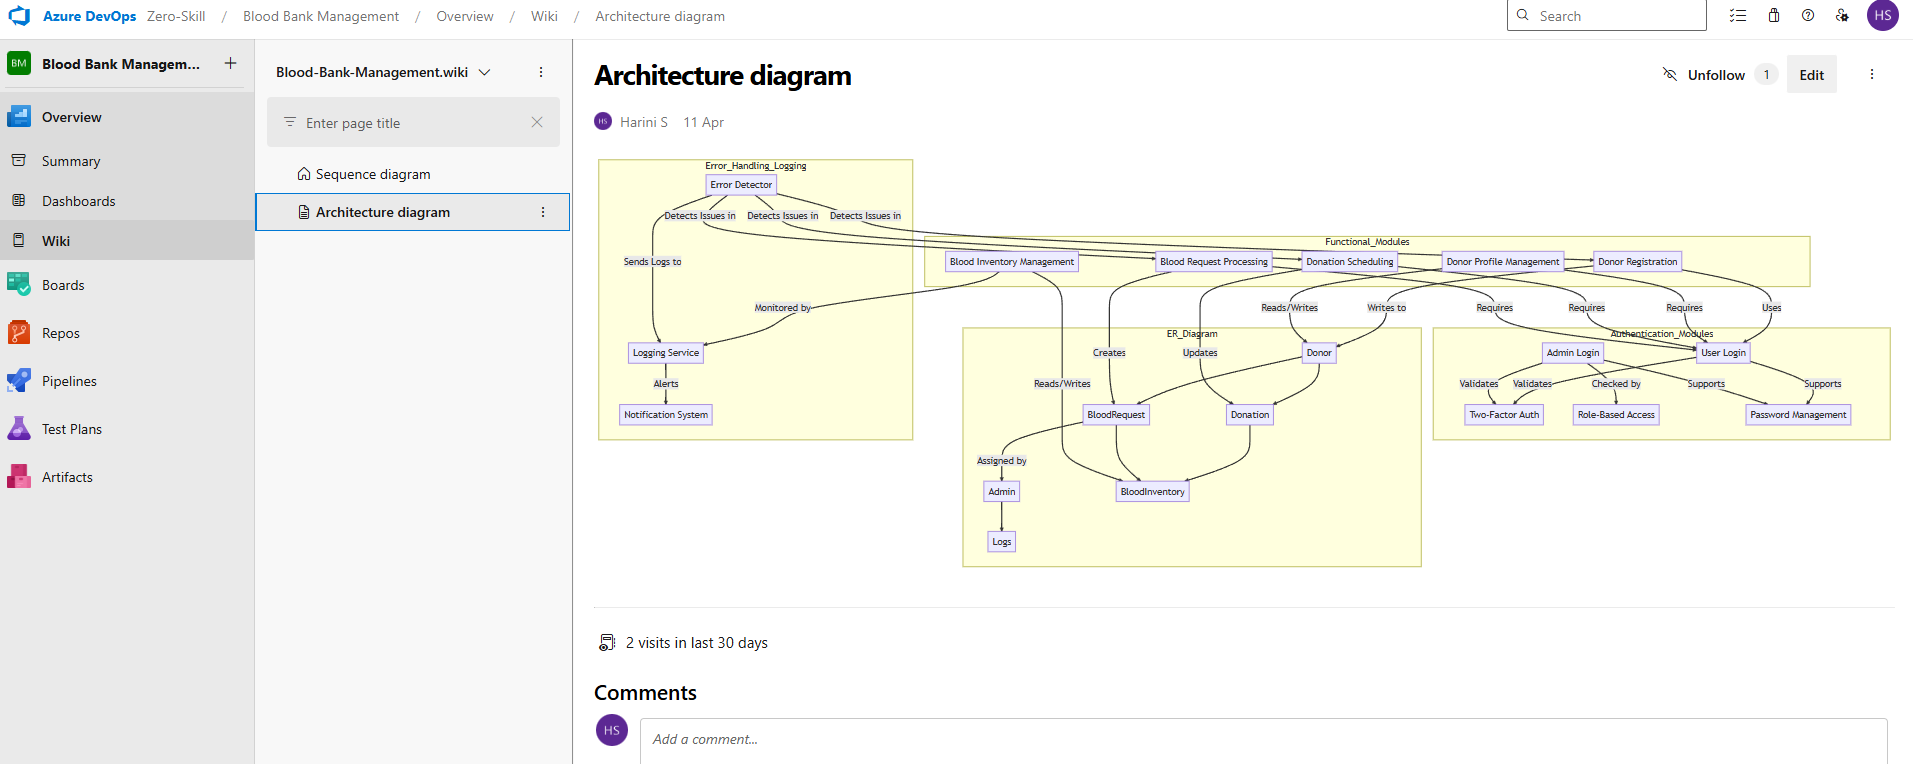 Azure DevOps Zero-Skill / Blood Bank Management / Overview / Wiki / Architecture diagram
Search
HS
BM Blood Bank Managem... +
Overview
Summary
Dashboards
Wiki
Boards
Repos
Pipelines
Test Plans
Artifacts
Blood-Bank-Management.wiki
Enter page title
Sequence diagram
Architecture diagram
Architecture diagram
Unfollow 1 Edit
HS Harini S 11 Apr
Error_Handling_Logging
Error Detector
Detects Issues in Detects Issues in Detects Issues in
Functional_Modules
Sends Logs to
Blood Inventory Management Blood Request Processing Donation Scheduling Donor Profile Management Donor Registration
Monitored by Reads/Writes Writes to Requires Requires Requires Uses
ER_Diagram Authentication_Modules
Logging Service Creates Updates Donor Admin Login User Login
Alerts Reads/Writes Validates Validates Checked by Supports Supports
Notification System BloodRequest Donation Two-Factor Auth Role-Based Access Password Management
Assigned by
Admin BloodInventory
Logs
2 visits in last 30 days
Comments
HS Add a comment...